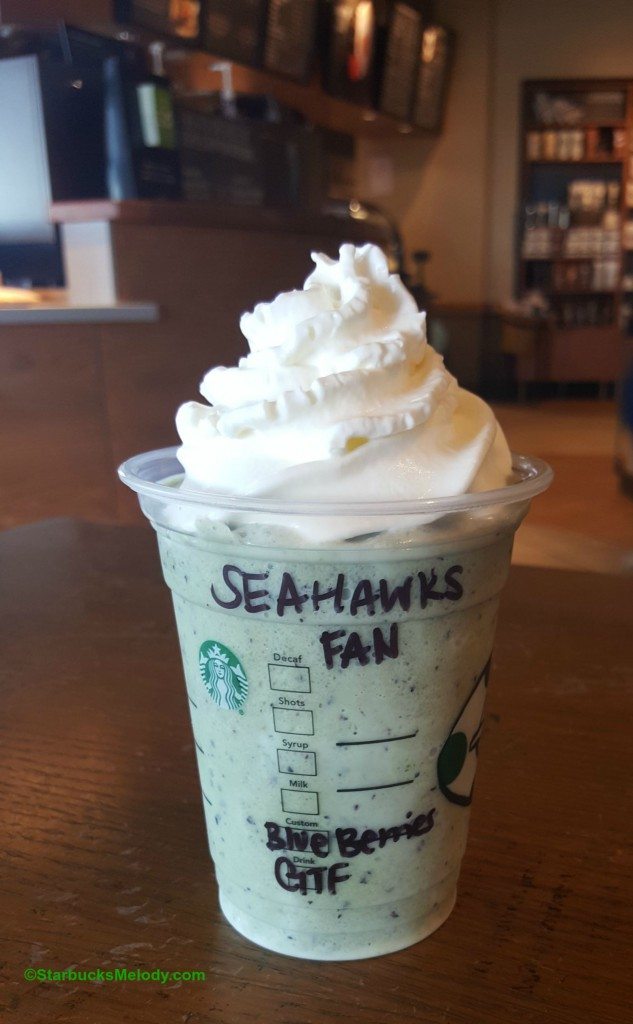 SEAHAWKS
FAN
Decaf
Shots
Syrup
Milk
Custom
Blue Berries
Drink
GTF
©StarbucksMelody.com